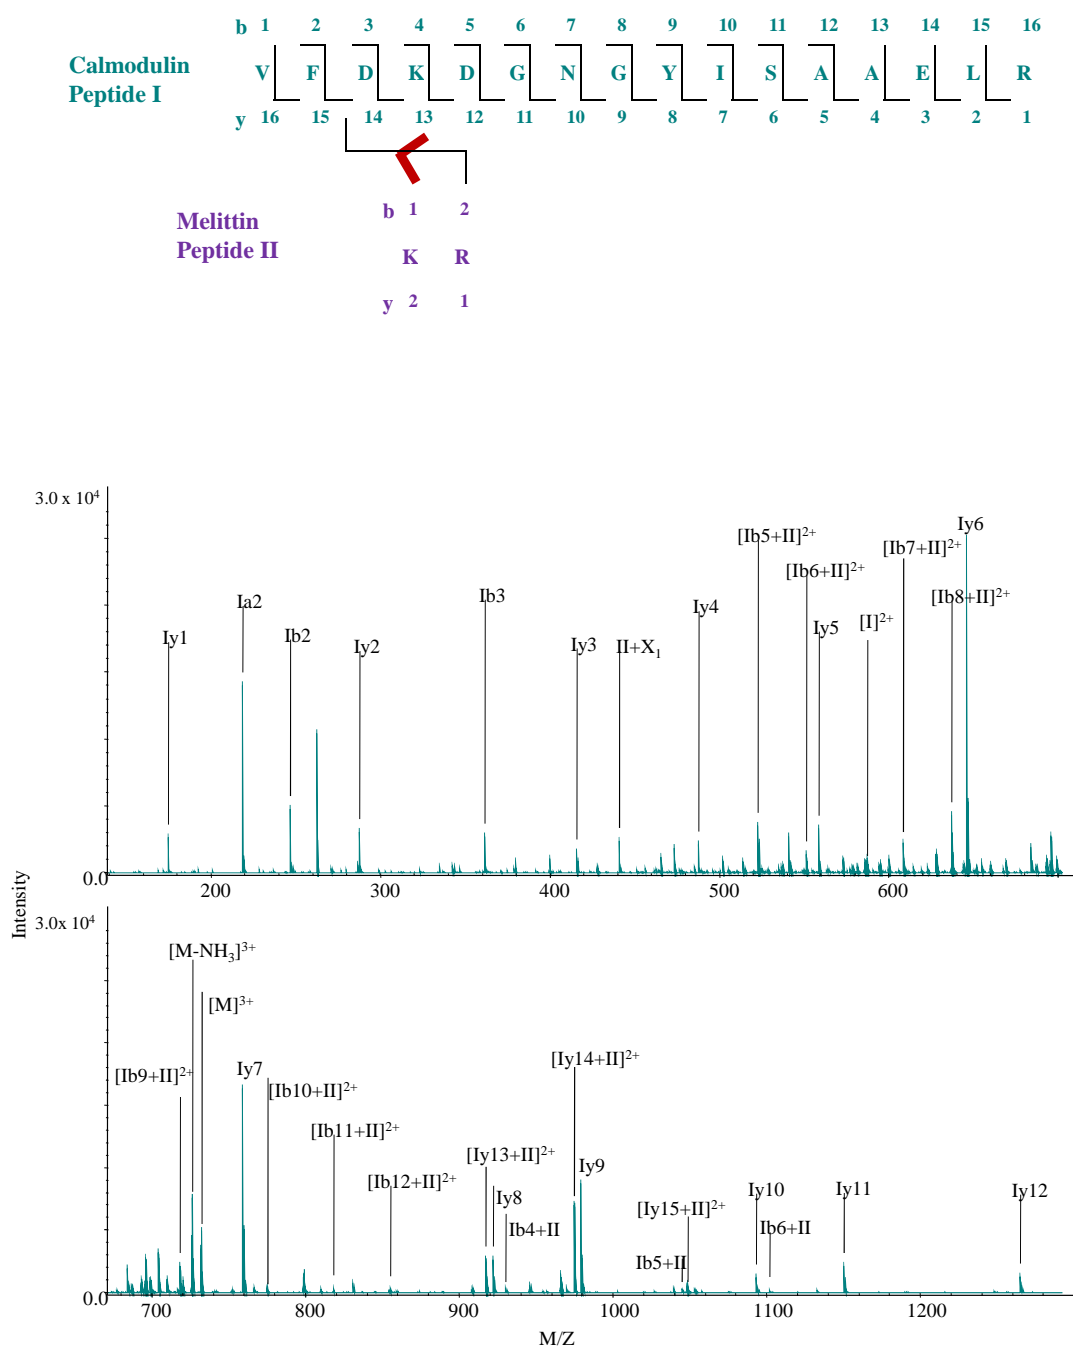 b 1 2 3 4 5 6 7 8 9 10 11 12 13 14 15 16
Calmodulin
Peptide I
V F D K D G N G Y I S A A E L R
y 16 15 14 13 12 11 10 9 8 7 6 5 4 3 2 1
b 1 2
Melittin
Peptide II
K R
y 2 1
3.0 x 10⁴
Iy6
[Ib5+II]²⁺
[Ib7+II]²⁺
[Ib6+II]²⁺
Ia2
Ib3
[Ib8+II]²⁺
Iy4
[I]²⁺
Iy5
Iy1
Ib2
Iy2
Iy3
II+X₁
0.0
200 300 400 500 600
Intensity
3.0x 10⁴
[M-NH₃]³⁺
[M]³⁺
[Iy14+II]²⁺
[Ib9+II]²⁺
Iy7
[Ib10+II]²⁺
[Ib11+II]²⁺
[Iy13+II]²⁺
Iy9
[Ib12+II]²⁺
Iy8
Iy10
Iy11
Iy12
[Iy15+II]²⁺
Ib4+II
Ib6+II
Ib5+II
0.0
700 800 900 1000 1100 1200
M/Z